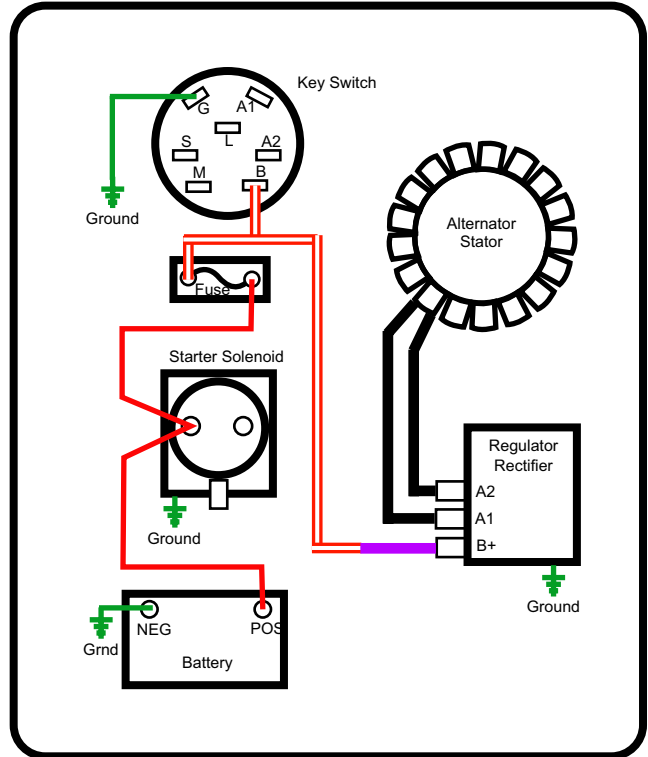 Key Switch
G
A1
L
S
A2
M
B
Ground
Fuse
Alternator
Stator
Starter Solenoid
Ground
Regulator
Rectifier
A2
A1
B+
Ground
NEG
POS
Grnd
Battery